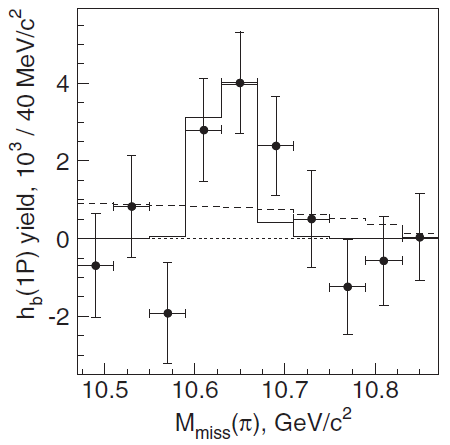 h_b(1P) yield, 10^3 / 40 MeV/c^2
4
2
0
-2
10.5 10.6 10.7 10.8
M_miss(π), GeV/c^2